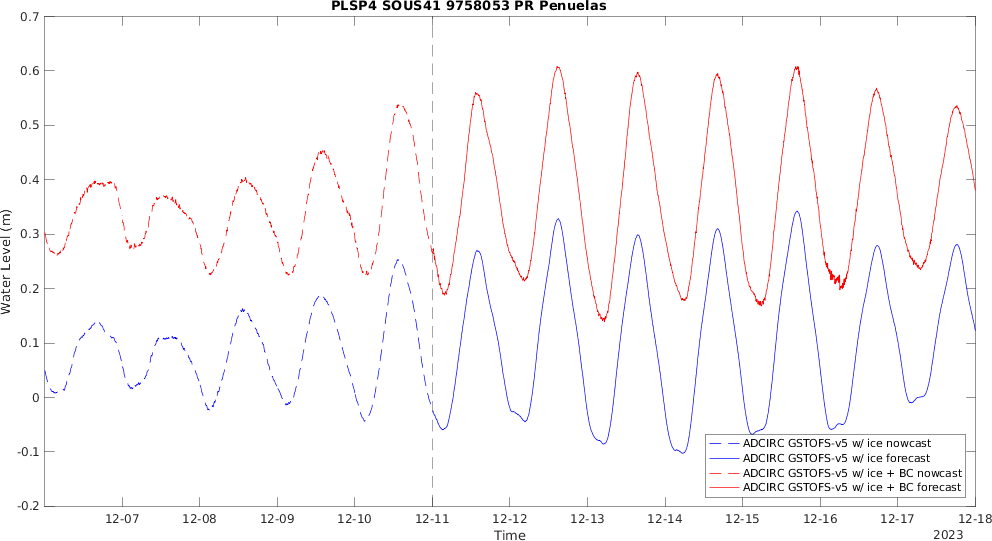 PLSP4 SOUS41 9758053 PR Penuelas
Water Level (m)
0.7
0.6
0.5
0.4
0.3
0.2
0.1
0
-0.1
-0.2
ADCIRC GSTOFS-v5 w/ ice nowcast
ADCIRC GSTOFS-v5 w/ ice forecast
ADCIRC GSTOFS-v5 w/ ice + BC nowcast
ADCIRC GSTOFS-v5 w/ ice + BC forecast
12-07 12-08 12-09 12-10 12-11 12-12 12-13 12-14 12-15 12-16 12-17 12-18
Time
2023